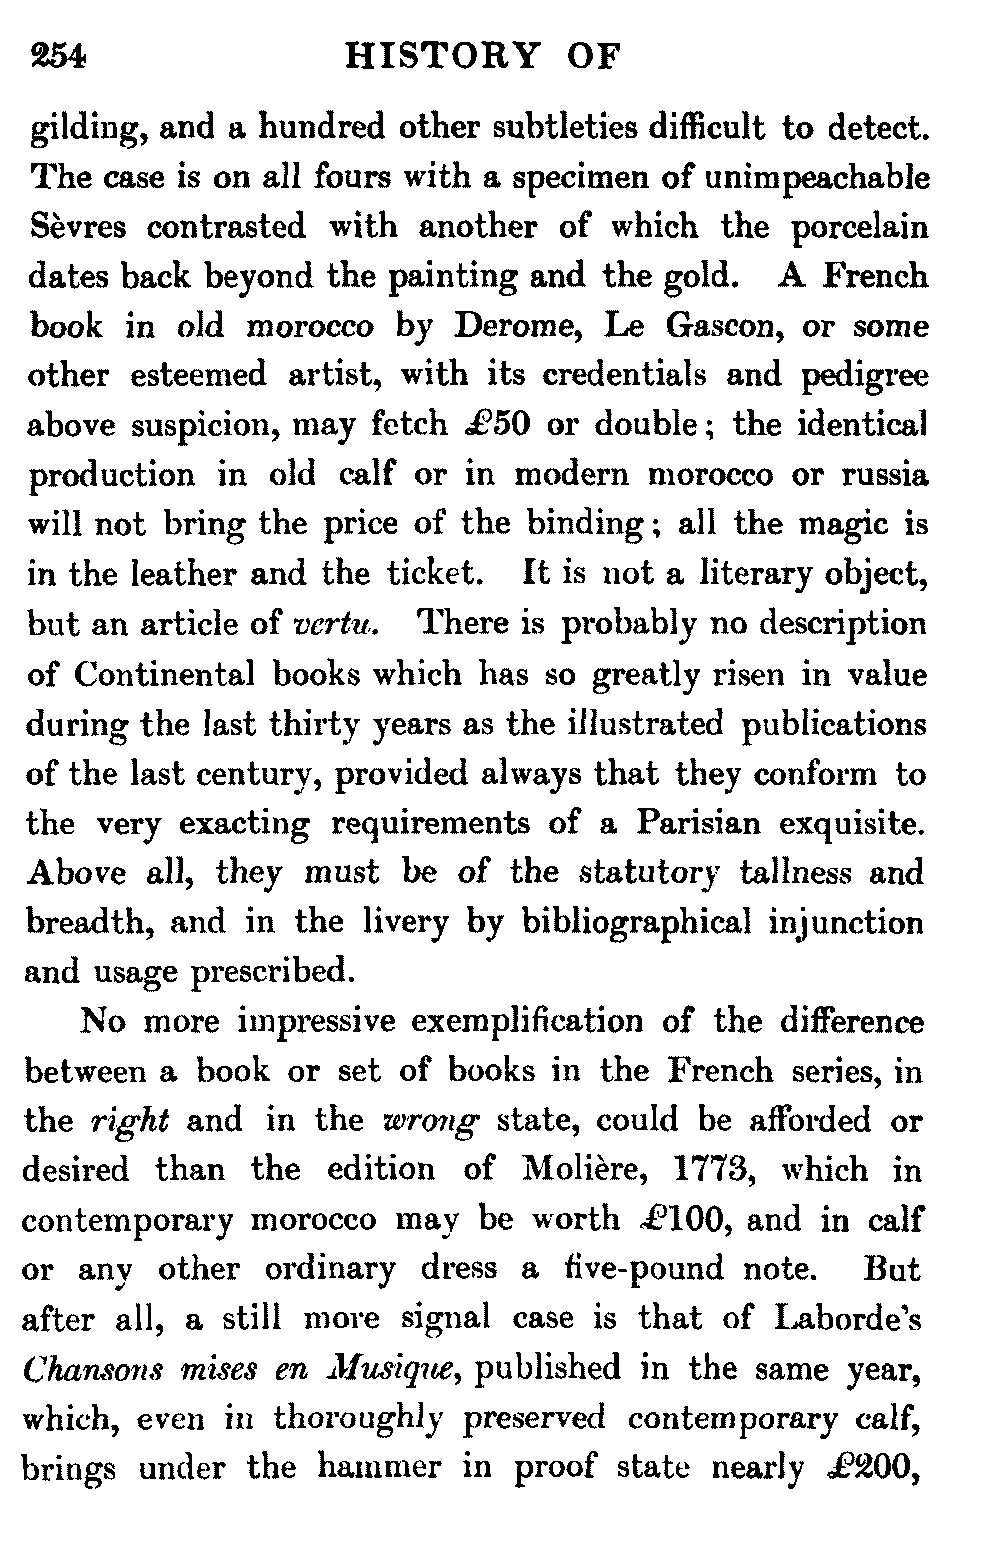 254 HISTORY OF
gilding, and a hundred other subtleties difficult to detect.
The case is on all fours with a specimen of unimpeachable
Sèvres contrasted with another of which the porcelain
dates back beyond the painting and the gold. A French
book in old morocco by Derome, Le Gascon, or some
other esteemed artist, with its credentials and pedigree
above suspicion, may fetch £50 or double; the identical
production in old calf or in modern morocco or russia
will not bring the price of the binding; all the magic is
in the leather and the ticket. It is not a literary object,
but an article of vertu. There is probably no description
of Continental books which has so greatly risen in value
during the last thirty years as the illustrated publications
of the last century, provided always that they conform to
the very exacting requirements of a Parisian exquisite.
Above all, they must be of the statutory tallness and
breadth, and in the livery by bibliographical injunction
and usage prescribed.
No more impressive exemplification of the difference
between a book or set of books in the French series, in
the right and in the wrong state, could be afforded or
desired than the edition of Molière, 1773, which in
contemporary morocco may be worth £100, and in calf
or any other ordinary dress a five-pound note. But
after all, a still more signal case is that of Laborde's
Chansons mises en Musique, published in the same year,
which, even in thoroughly preserved contemporary calf,
brings under the hammer in proof state nearly £200,